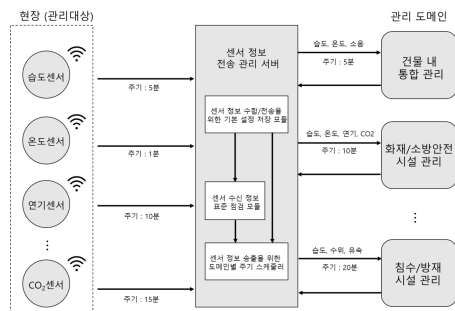 현장 (관리대상)
습도센서
온도센서
연기센서
⋮
CO₂센서
주기 : 5분
주기 : 1분
주기 : 10분
주기 : 15분
센서 정보
전송 관리 서버
센서 정보 수합/전송을
위한 기본 설정 저장 모듈
센서 수신 정보
표준 점검 모듈
센서 정보 송출을 위한
도메인별 주기 스케줄러
습도, 온도, 소음
주기 : 5분
습도, 온도, 연기, CO2
주기 : 10분
습도, 수위, 유속
주기 : 20분
관리 도메인
건물 내
통합 관리
화재/소방안전
시설 관리
⋮
침수/방재
시설 관리